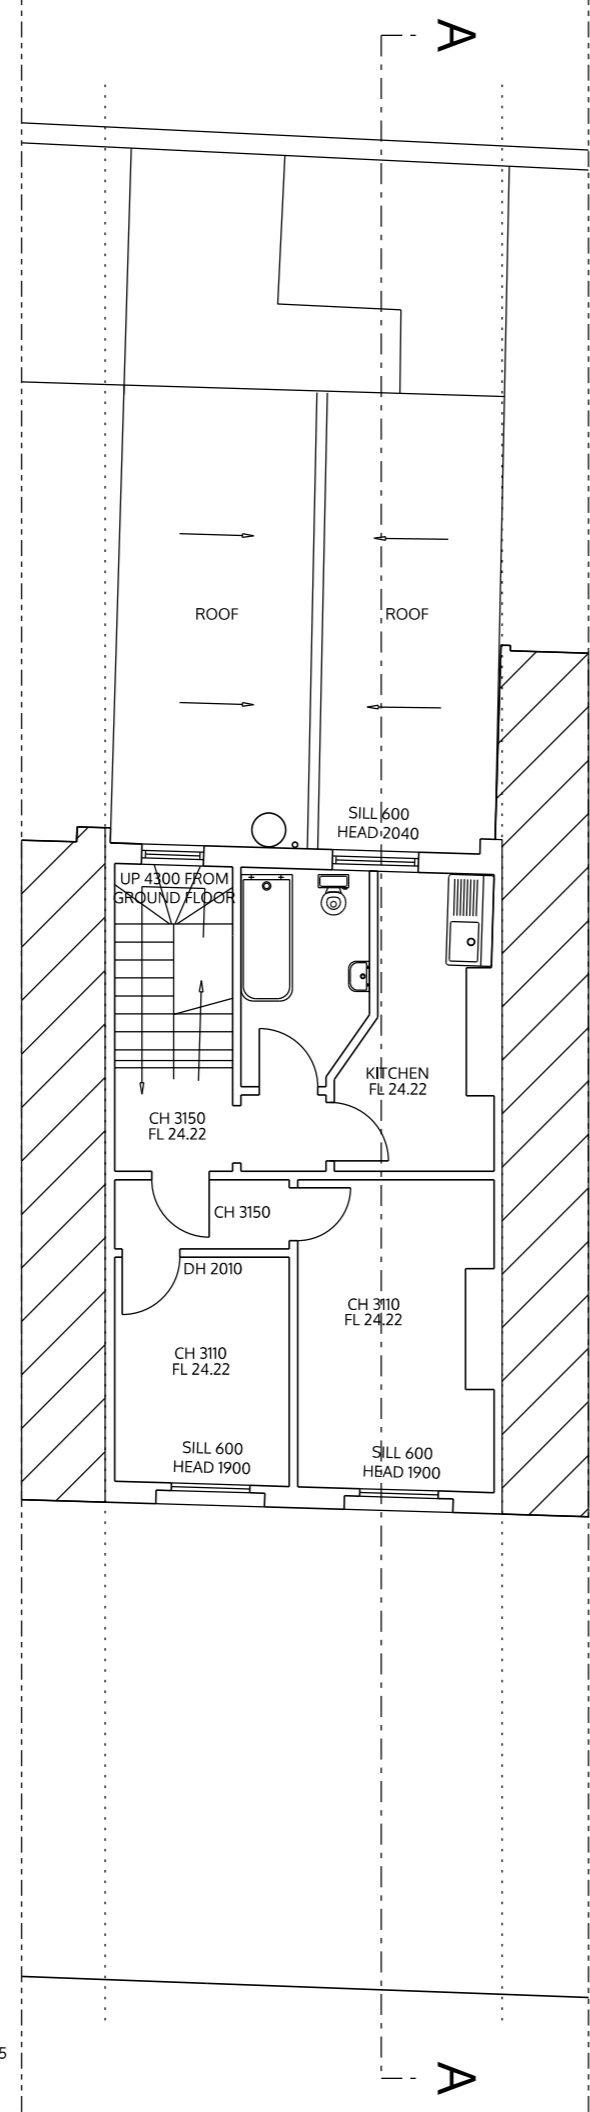 A
ROOF
ROOF
SILL 600
HEAD 2040
UP 4300 FROM
GROUND FLOOR
KITCHEN
FL 24.22
CH 3150
FL 24.22
CH 3150
DH 2010
CH 3110
FL 24.22
CH 3110
FL 24.22
SILL 600
HEAD 1900
SILL 600
HEAD 1900
5
A